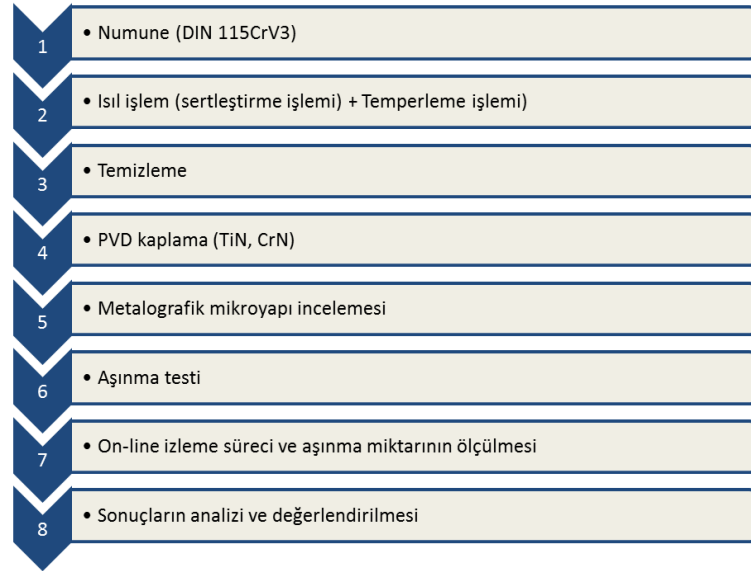 1
• Numune (DIN 115CrV3)
2
• Isıl işlem (sertleştirme işlemi) + Temperleme işlemi)
3
• Temizleme
4
• PVD kaplama (TiN, CrN)
5
• Metalografik mikroyapı incelemesi
6
• Aşınma testi
7
• On-line izleme süreci ve aşınma miktarının ölçülmesi
8
• Sonuçların analizi ve değerlendirilmesi